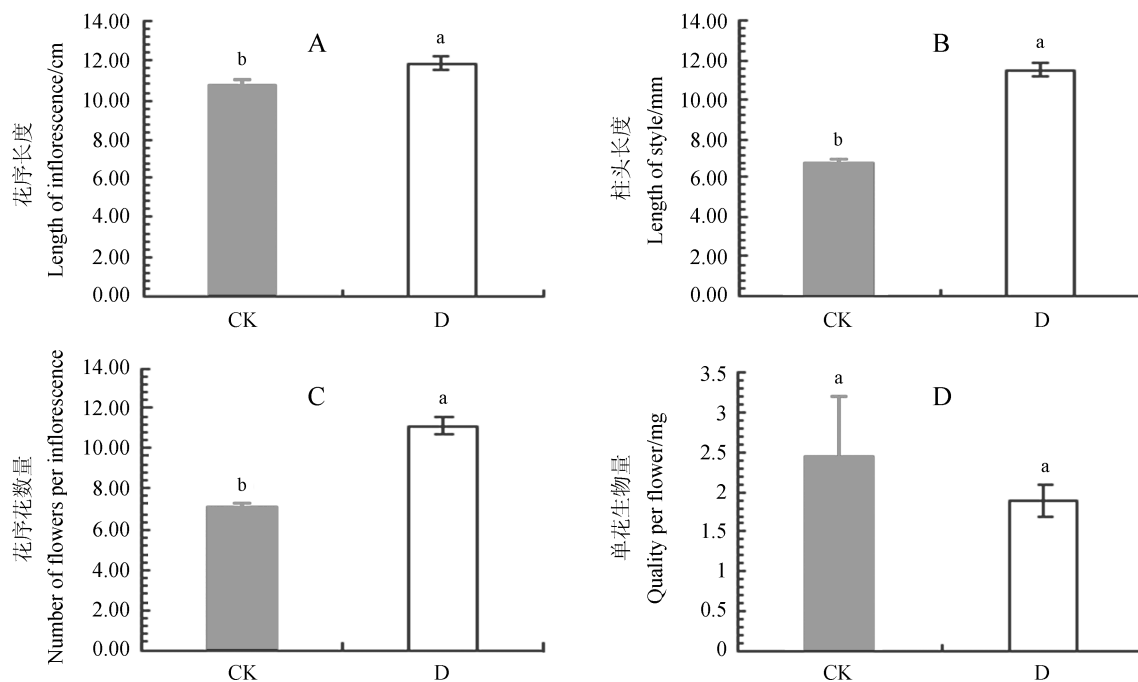 花序长度
Length of inflorescence/cm
14.00
12.00
10.00
8.00
6.00
4.00
2.00
0.00
A
b
a
CK
D
柱头长度
Length of style/mm
14.00
12.00
10.00
8.00
6.00
4.00
2.00
0.00
B
b
a
CK
D
花序花数量
Number of flowers per inflorescence
14.00
12.00
10.00
8.00
6.00
4.00
2.00
0.00
C
b
a
CK
D
单花生物量
Quality per flower/mg
3.5
3
2.5
2
1.5
1
0.5
0
D
a
a
CK
D